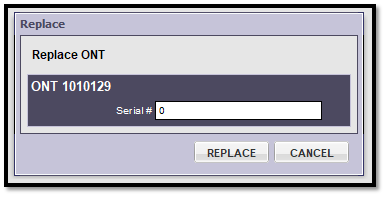 Replace
Replace ONT
ONT 1010129
Serial # 0
REPLACE CANCEL